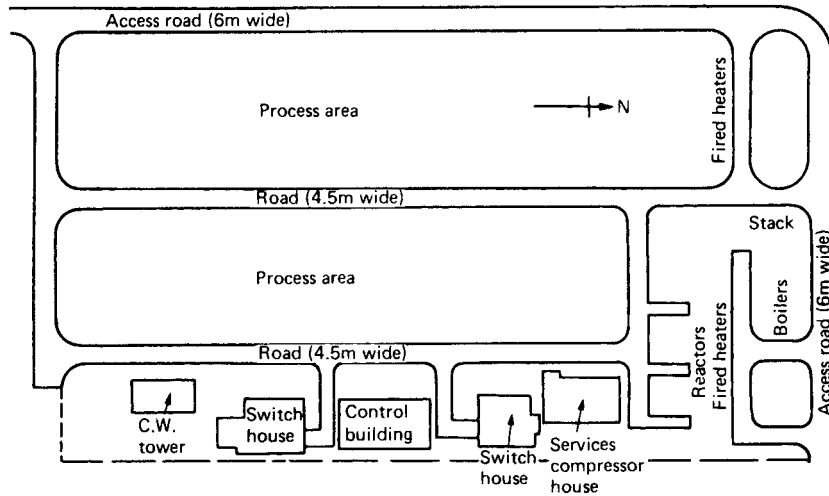 Access road (6m wide)
Process area
N
Fired heaters
Road (4.5m wide)
Stack
Process area
Boilers
Access road (6m wide)
Reactors
Fired heaters
Road (4.5m wide)
C.W.
tower
Switch
house
Control
building
Switch
house
Services
compressor
house